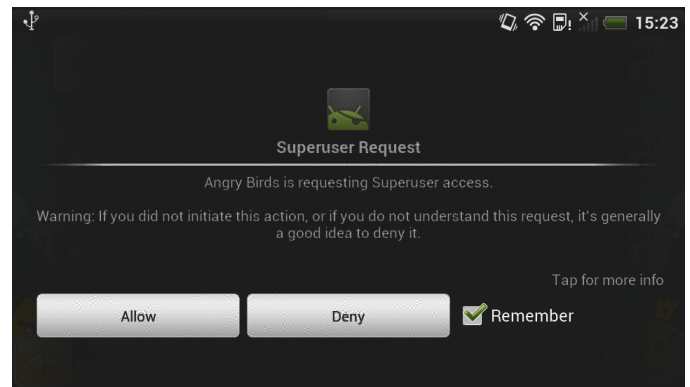 15:23
Superuser Request
Angry Birds is requesting Superuser access.
Warning: If you did not initiate this action, or if you do not understand this request, it's generally
a good idea to deny it.
Tap for more info
Allow Deny Remember